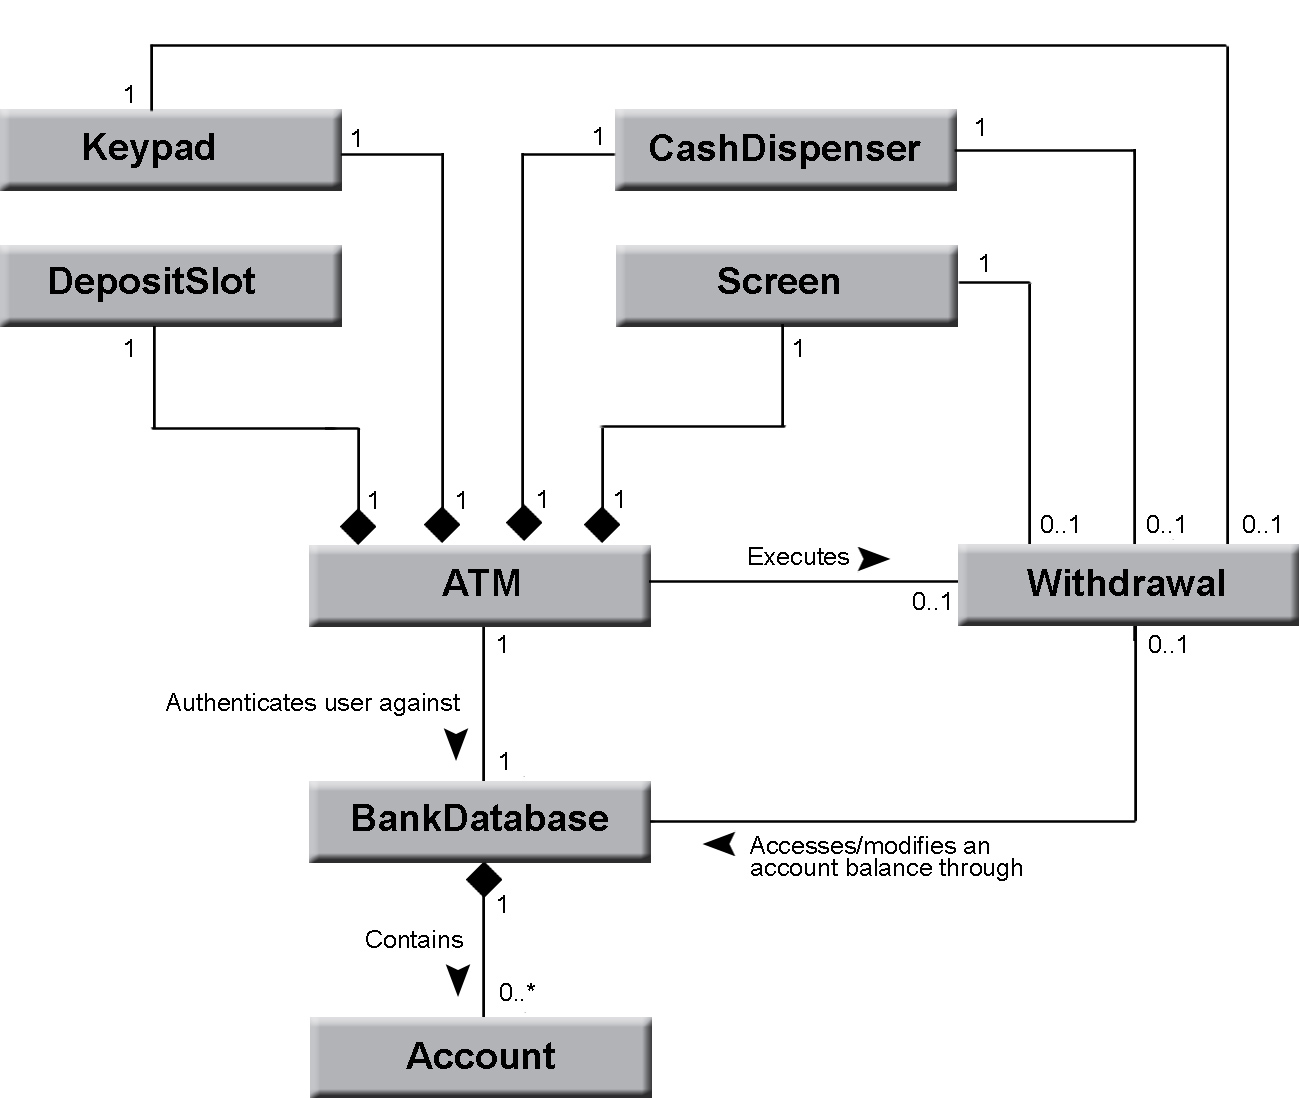 1
Keypad
1
1
CashDispenser
1
DepositSlot
Screen
1
1
1
1
1
1
1
0..1
0..1
0..1
ATM
Executes
0..1
Withdrawal
1
0..1
Authenticates user against
1
BankDatabase
Accesses/modifies an
account balance through
1
Contains
0..*
Account